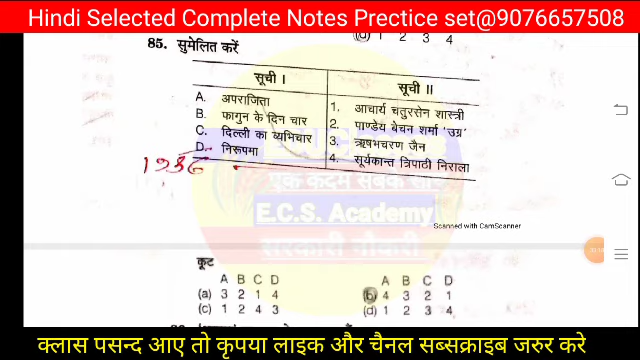 Hindi Selected Complete Notes Prectice set@9076657508
(d) 1 2 3 4
85. सुमेलित करें
सूची I सूची II
A. अपराजिता 1. आचार्य चतुरसेन शास्त्री
B. फागुन के दिन चार 2. पाण्डेय बेचन शर्मा 'उग्र'
C. दिल्ली का व्यभिचार 3. ऋषभचरण जैन
D. निरूपमा 4. सूर्यकान्त त्रिपाठी निराला
1936
एक कदम सबके साथ
E.C.S. Academy
Scanned with CamScanner
सरकारी नौकरी
कूट
A B C D A B C D
(a) 3 2 1 4 (b) 4 3 2 1
(c) 1 2 4 3 (d) 1 2 3 4
क्लास पसन्द आए तो कृपया लाइक और चैनल सब्सक्राइब जरुर करे